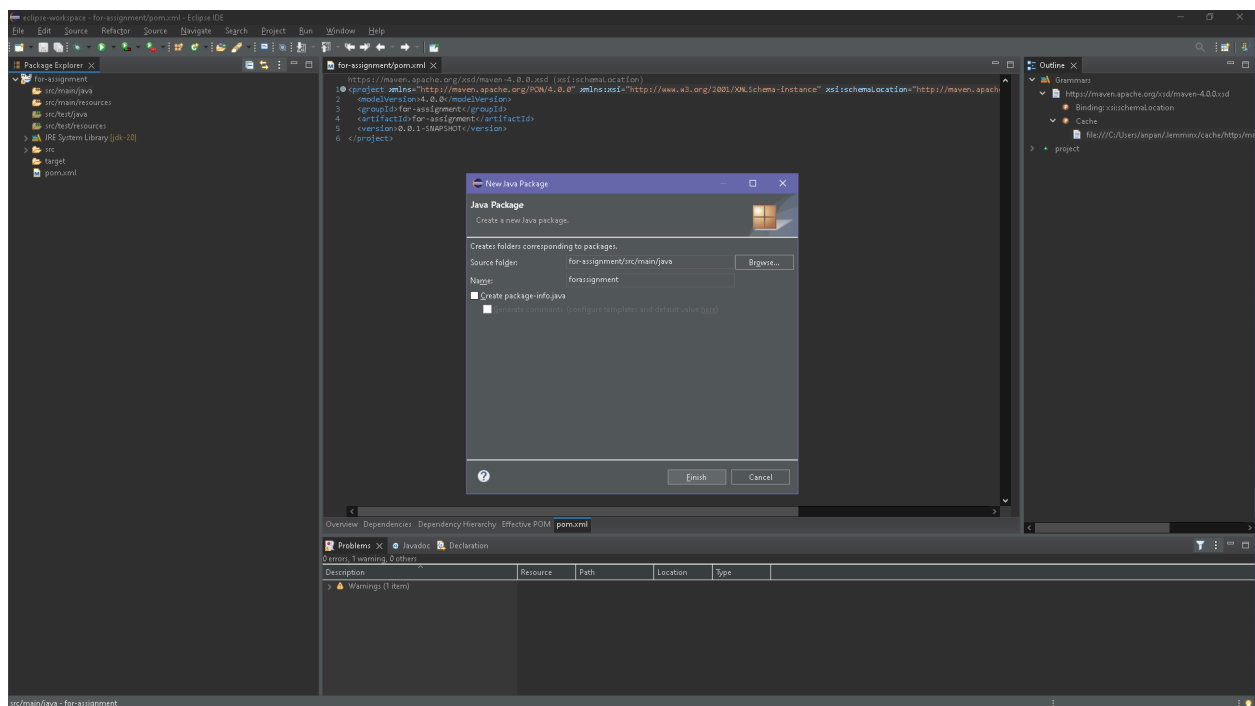 eclipse-workspace - for-assignment/pom.xml - Eclipse IDE
File Edit Source Refactor Source Navigate Search Project Run Window Help
Package Explorer
for-assignment
src/main/java
src/main/resources
src/test/java
src/test/resources
JRE System Library [jdk-20]
src
target
pom.xml
for-assignment/pom.xml
https://maven.apache.org/xsd/maven-4.0.0.xsd (xsi:schemaLocation)
1 <project xmlns="http://maven.apache.org/POM/4.0.0" xmlns:xsi="http://www.w3.org/2001/XMLSchema-instance" xsi:schemaLocation="http://maven.apach
2 <modelVersion>4.0.0</modelVersion>
3 <groupId>for-assignment</groupId>
4 <artifactId>for-assignment</artifactId>
5 <version>0.0.1-SNAPSHOT</version>
6 </project>
New Java Package
Java Package
Create a new Java package.
Creates folders corresponding to packages.
Source folder: for-assignment/src/main/java Browse...
Name: forassignment
Create package-info.java
Generate comments (configure templates and default value here)
? Finish Cancel
Overview Dependencies Dependency Hierarchy Effective POM pom.xml
Problems Javadoc Declaration
0 errors, 1 warning, 0 others
Description Resource Path Location Type
Warnings (1 item)
Outline
Grammars
https://maven.apache.org/xsd/maven-4.0.0.xsd
Binding: xsi:schemaLocation
Cache
file:///C:/Users/anpan/.lemminx/cache/https/ma
project
src/main/java - for-assignment